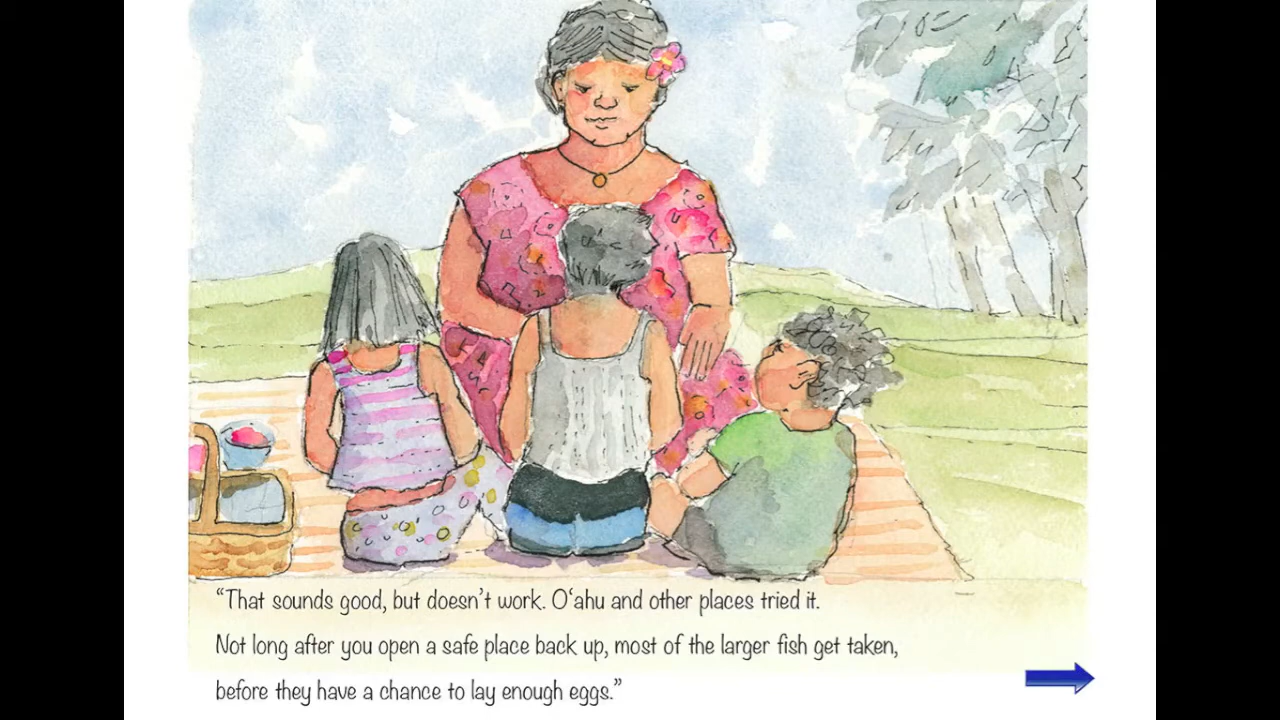 “That sounds good, but doesn’t work. O‘ahu and other places tried it.
Not long after you open a safe place back up, most of the larger fish get taken,
before they have a chance to lay enough eggs.”